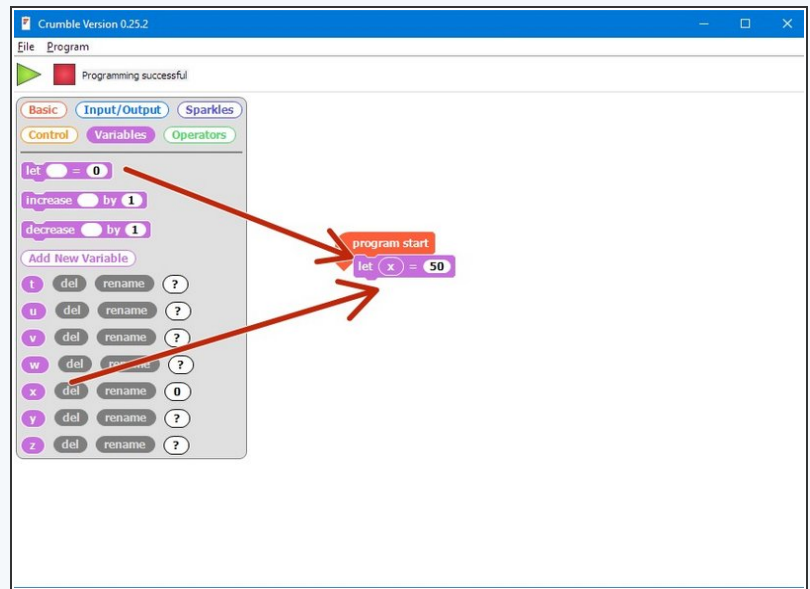 Crumble Version 0.25.2
File Program
Programming successful
Basic Input/Output Sparkles
Control Variables Operators
let = 0
increase by 1
decrease by 1
Add New Variable
t del rename ?
u del rename ?
v del rename ?
w del rename ?
x del rename 0
y del rename ?
z del rename ?
program start
let x = 50